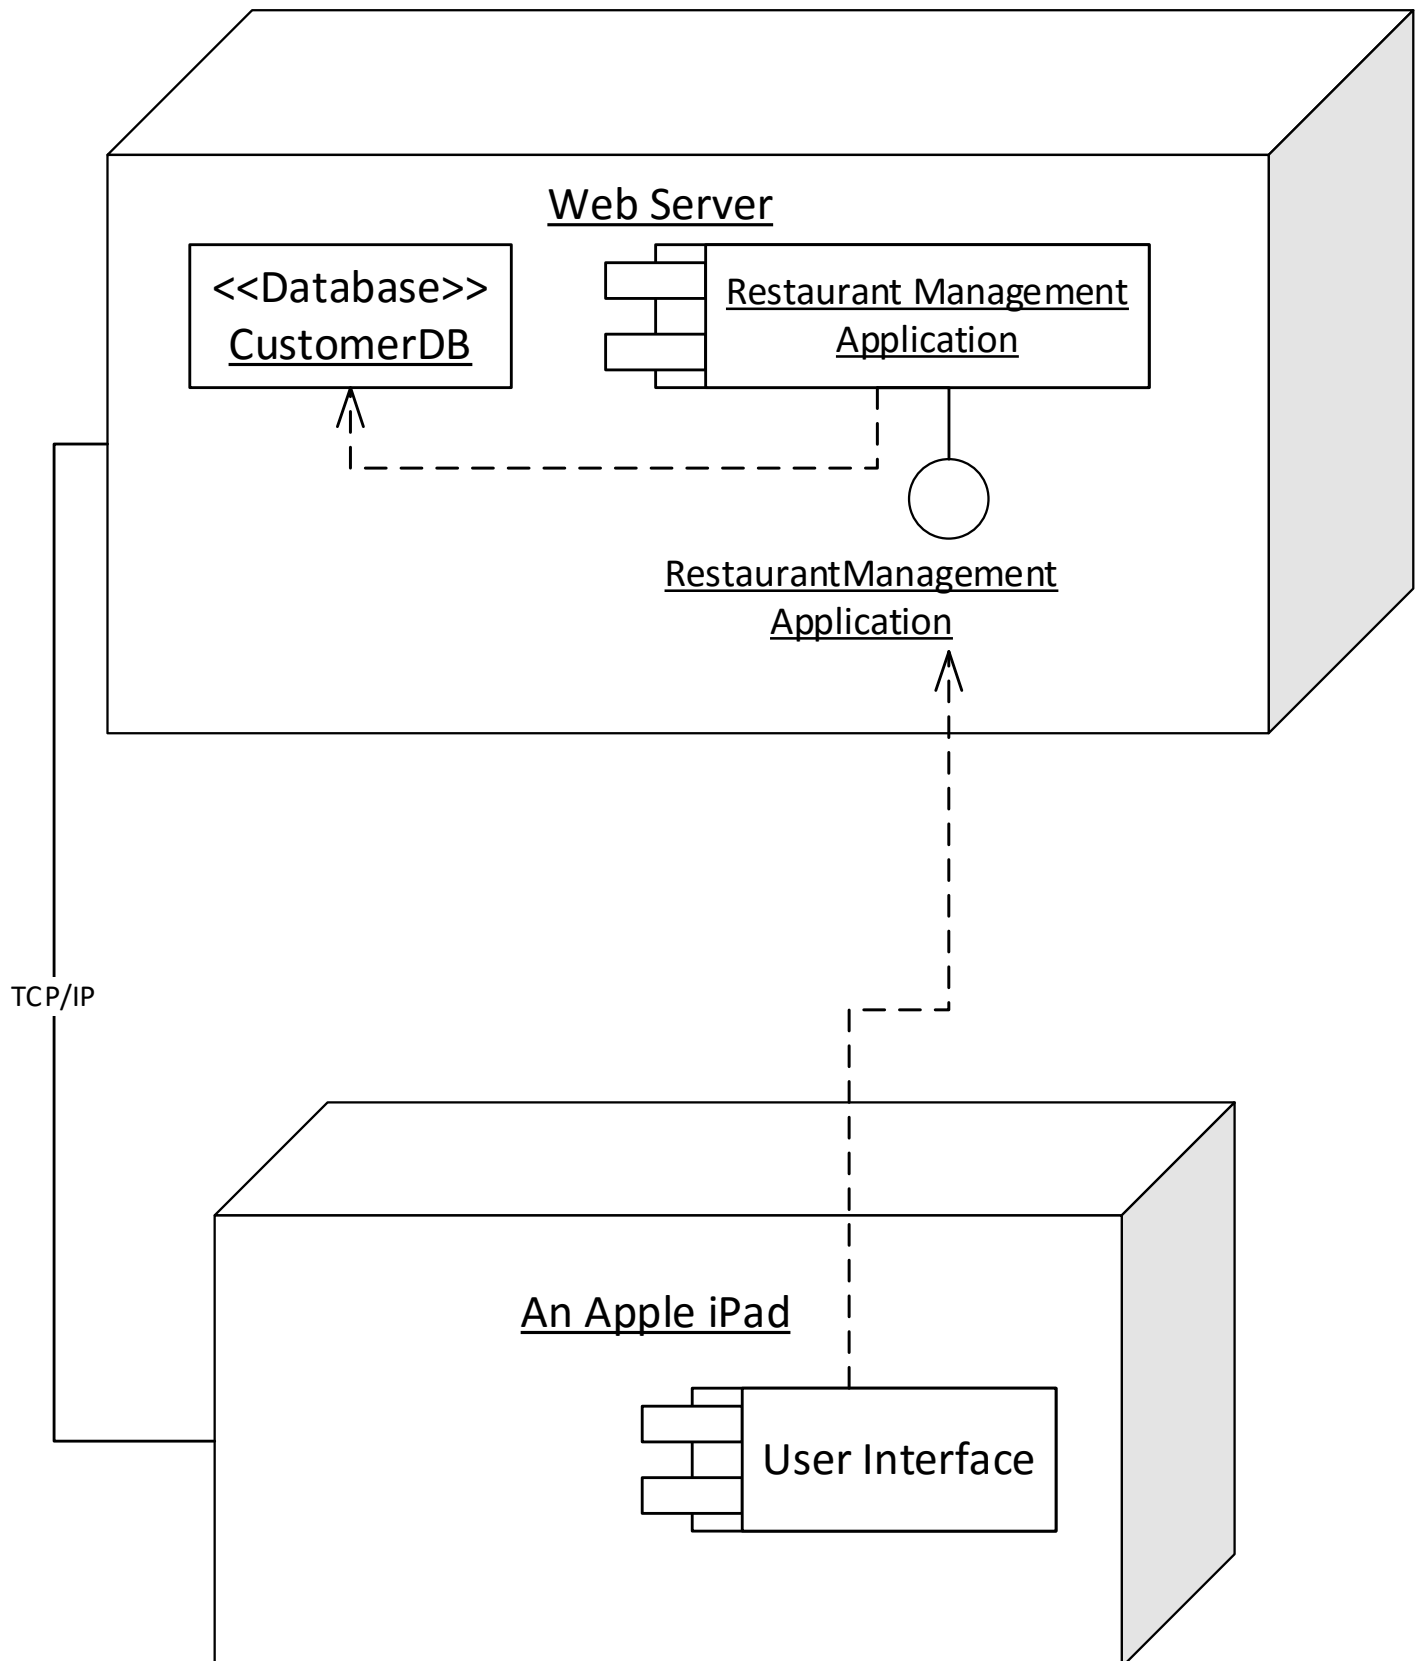 Web Server
<<Database>>
CustomerDB
Restaurant Management
Application
RestaurantManagement
Application
TCP/IP
An Apple iPad
User Interface